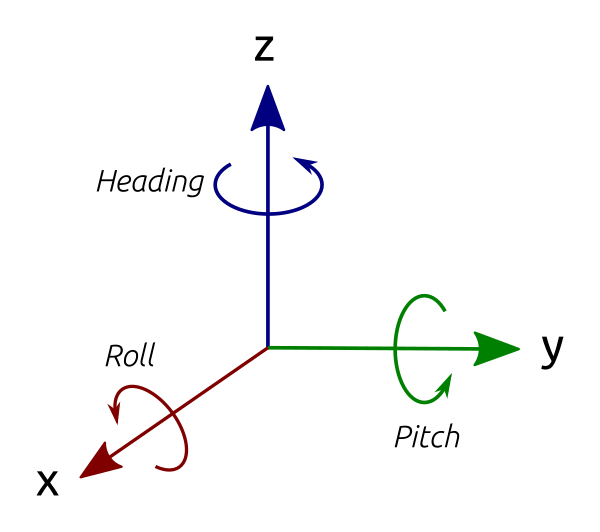 z
Heading
y
Roll
Pitch
x